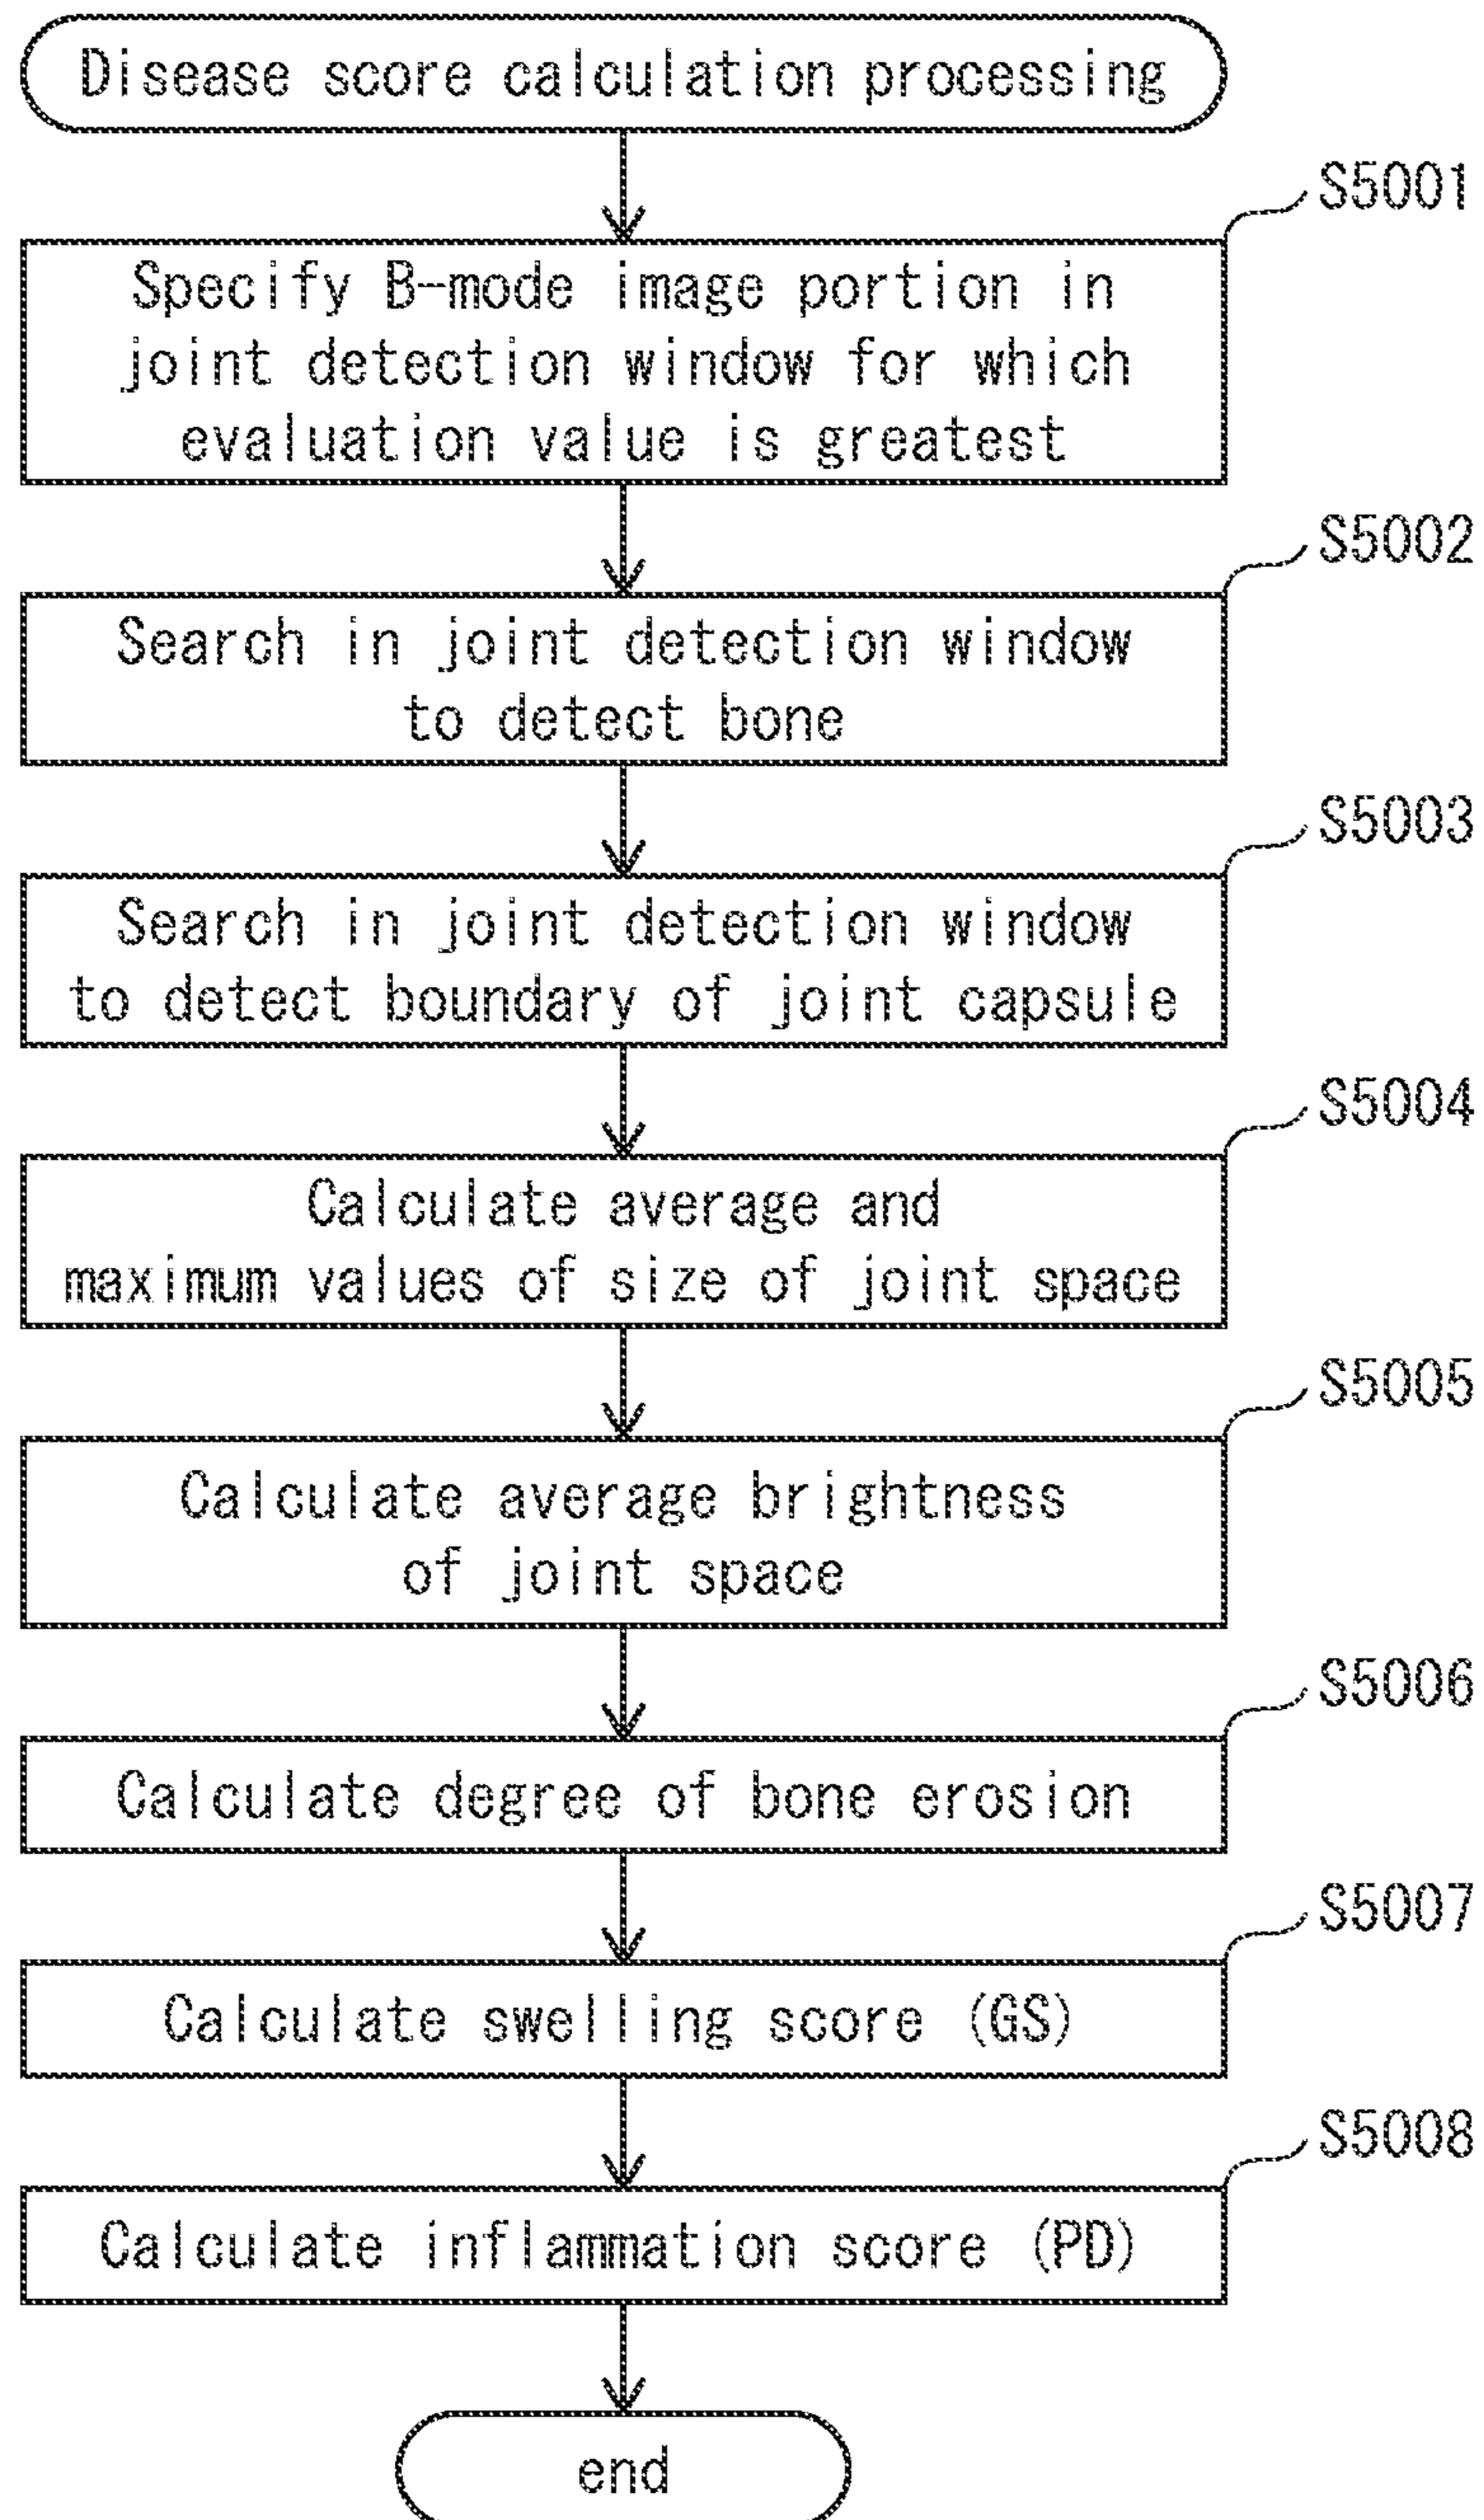 Disease score calculation processing
S5001
Specify B-mode image portion in
joint detection window for which
evaluation value is greatest
S5002
Search in joint detection window
to detect bone
S5003
Search in joint detection window
to detect boundary of joint capsule
S5004
Calculate average and
maximum values of size of joint space
S5005
Calculate average brightness
of joint space
S5006
Calculate degree of bone erosion
S5007
Calculate swelling score (GS)
S5008
Calculate inflammation score (PD)
end